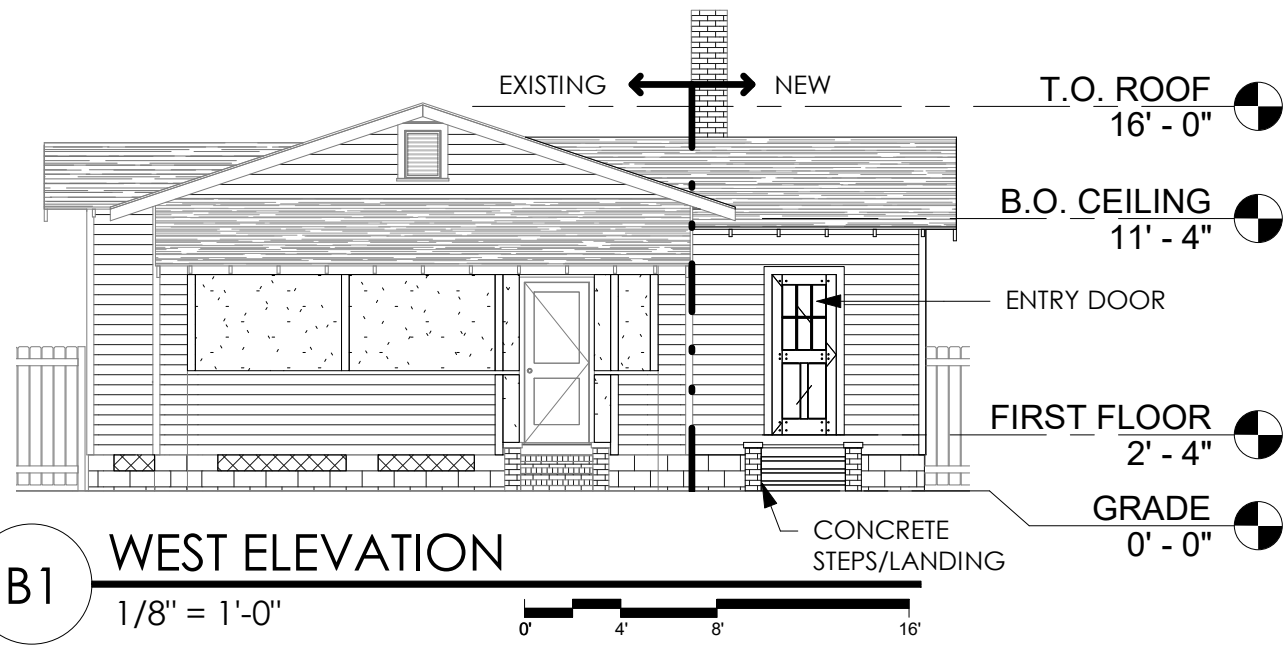 EXISTING
NEW
T.O. ROOF
16' - 0"
B.O. CEILING
11' - 4"
ENTRY DOOR
FIRST FLOOR
2' - 4"
GRADE
0' - 0"
CONCRETE
STEPS/LANDING
B1
WEST ELEVATION
1/8" = 1'-0"
0' 4' 8' 16'